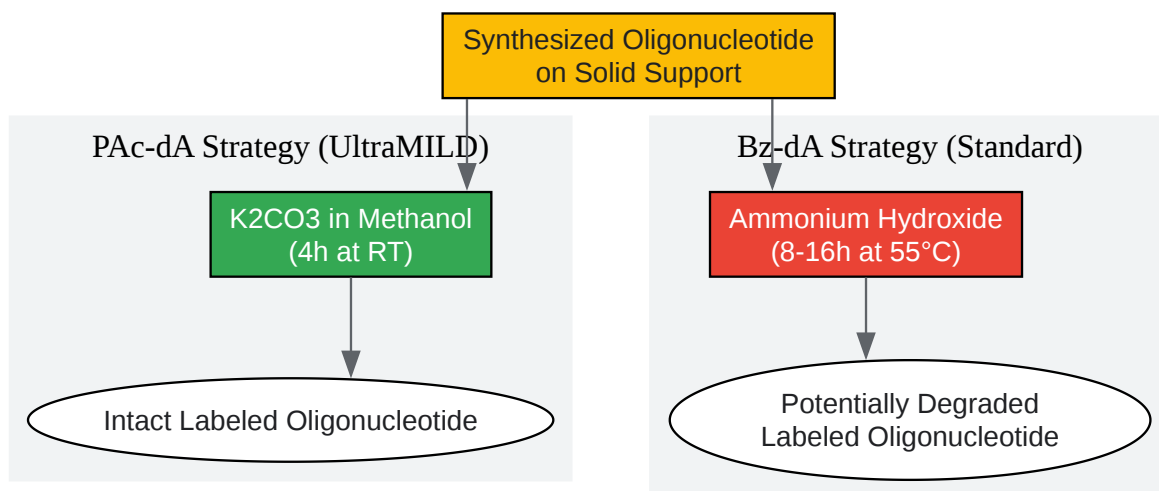 Synthesized Oligonucleotide
on Solid Support
PAc-dA Strategy (UltraMILD)
K2CO3 in Methanol
(4h at RT)
Intact Labeled Oligonucleotide
Bz-dA Strategy (Standard)
Ammonium Hydroxide
(8-16h at 55°C)
Potentially Degraded
Labeled Oligonucleotide